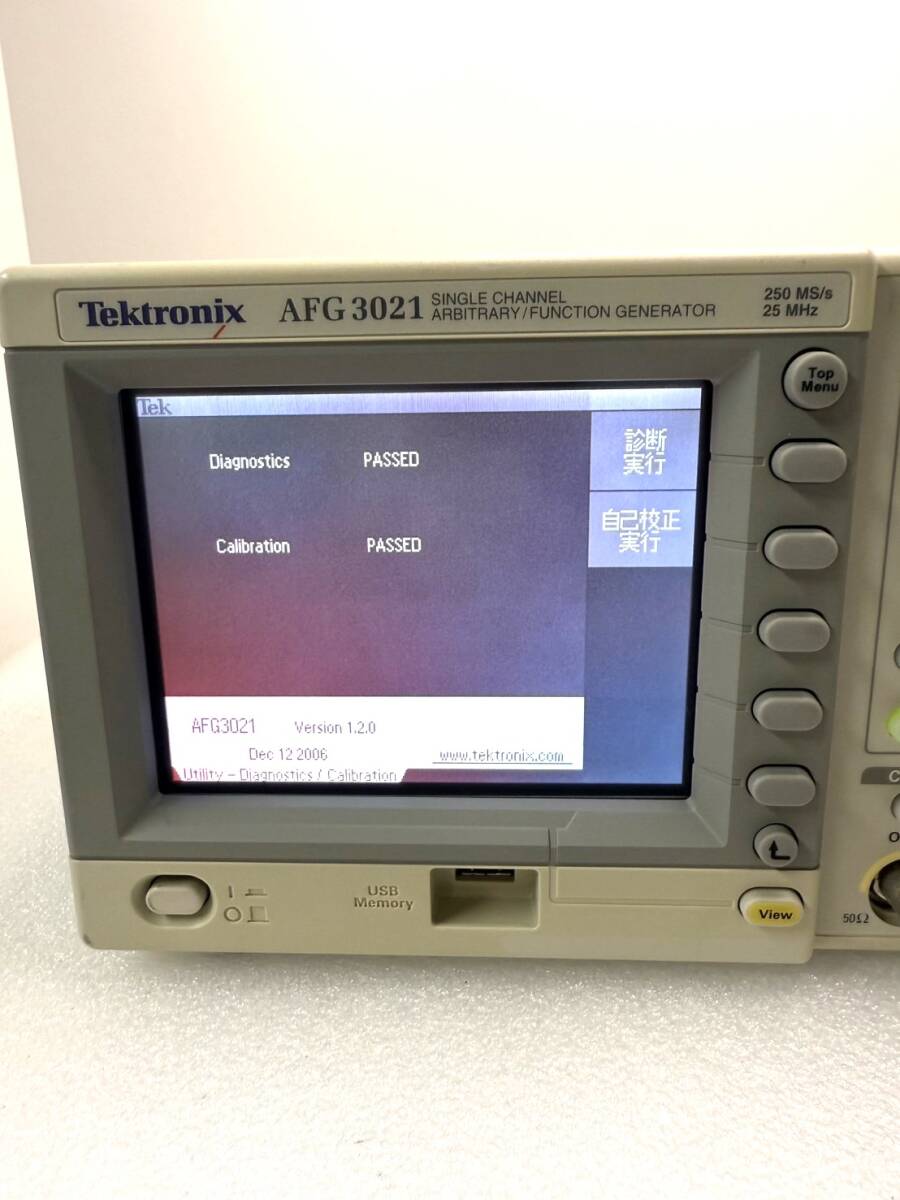 Tektronix AFG 3021 SINGLE CHANNEL
ARBITRARY/FUNCTION GENERATOR
250 MS/s
25 MHz
Top
Menu
Tek
Diagnostics PASSED
Calibration PASSED
診断
実行
自己校正
実行
AFG3021 Version 1.2.0
Dec 12 2006 www.tektronix.com
Utility – Diagnostics / Calibration
USB
Memory
View
50Ω